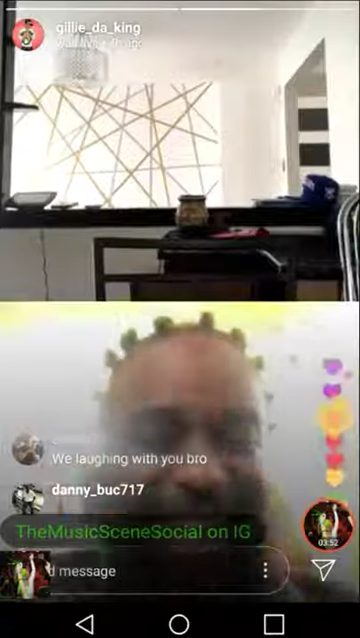 gillie_da_king
We laughing with you bro
danny_buc717
TheMusicSceneSocial on IG
03:52
d message